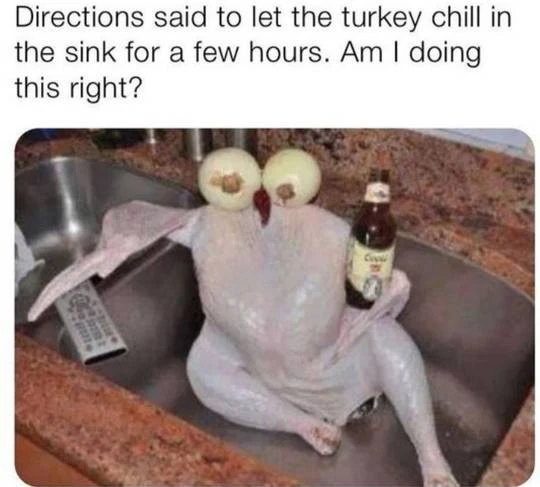 Directions said to let the turkey chill in
the sink for a few hours. Am I doing
this right?